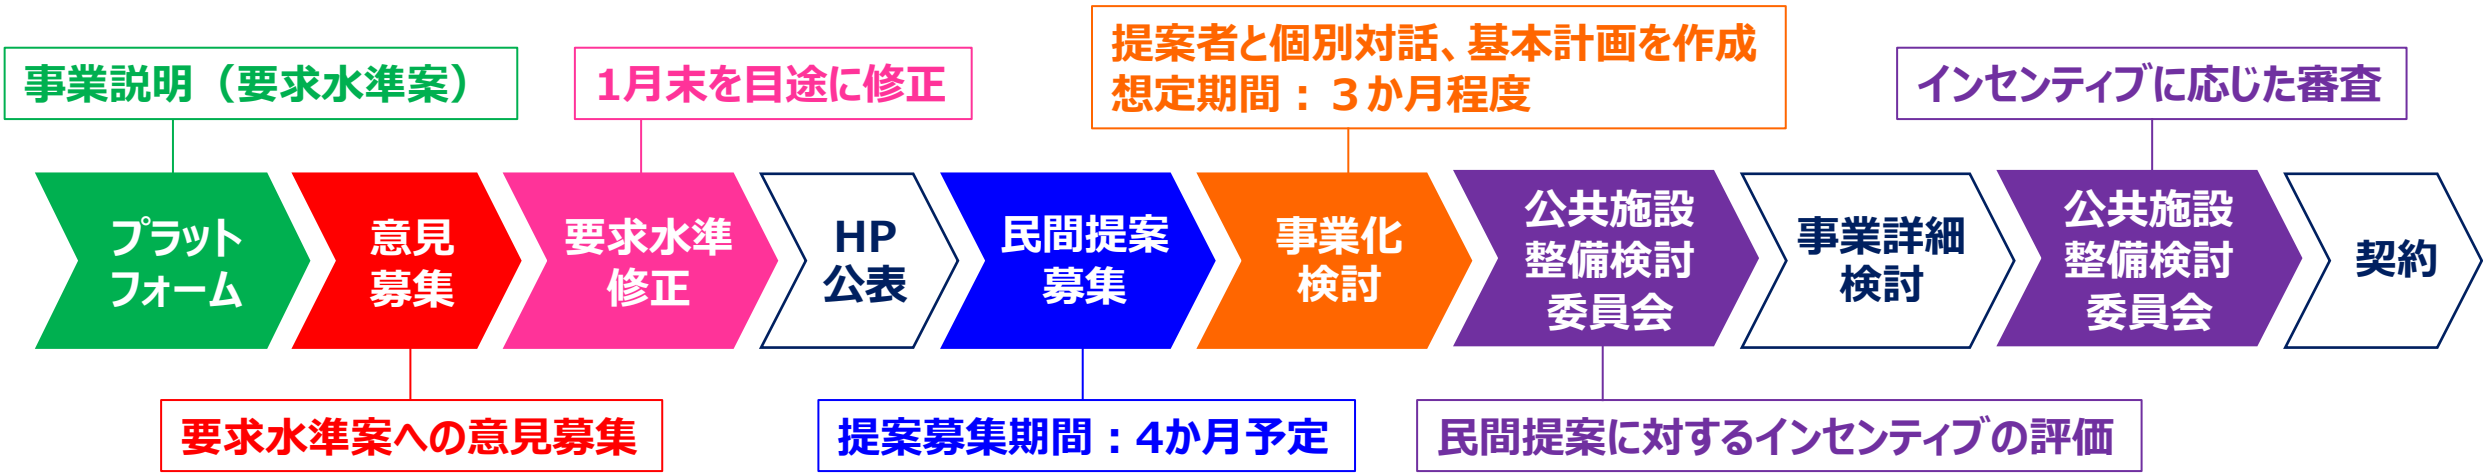 事業説明（要求水準案）
1月末を目途に修正
提案者と個別対話、基本計画を作成
想定期間：３か月程度
インセンティブに応じた審査
プラット
フォーム
意見
募集
要求水準
修正
HP
公表
民間提案
募集
事業化
検討
公共施設
整備検討
委員会
事業詳細
検討
公共施設
整備検討
委員会
契約
要求水準案への意見募集
提案募集期間：4か月予定
民間提案に対するインセンティブの評価